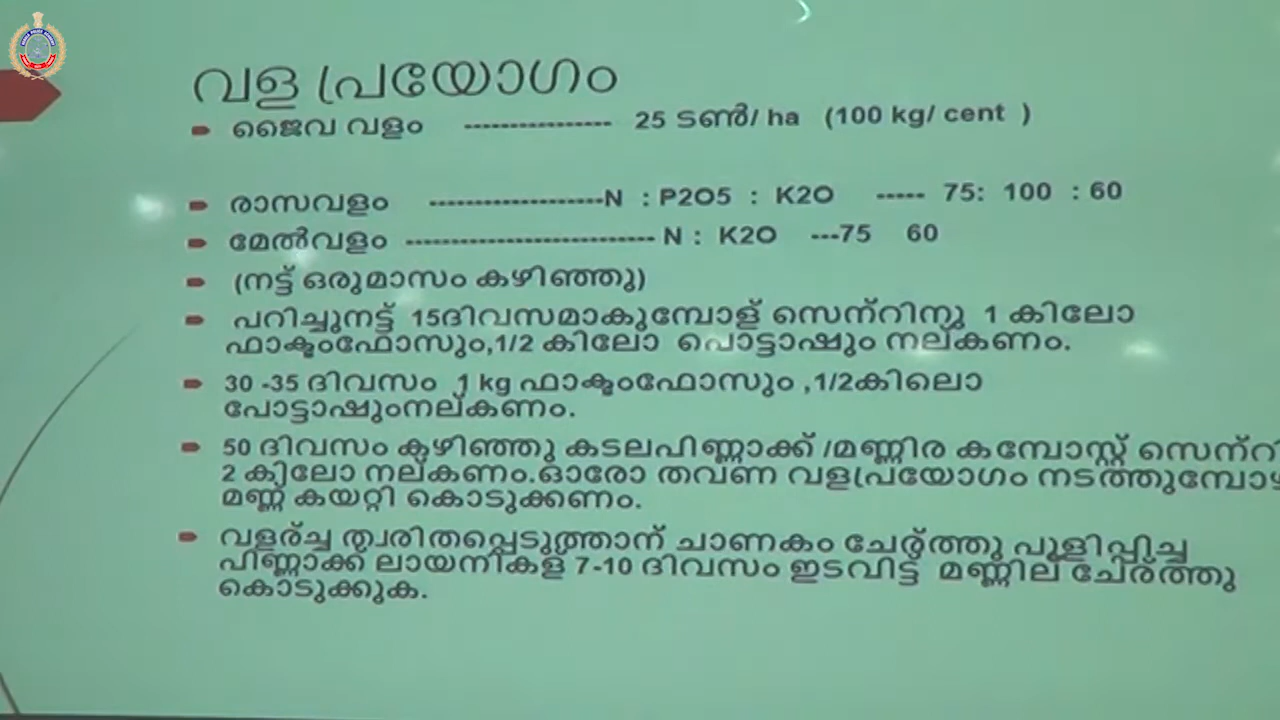 വള പ്രയോഗം
ജൈവ വളം ---------------- 25 ടൺ/ ha (100 kg/ cent )
രാസവളം -------------------N : P2O5 : K2O ----- 75: 100 : 60
മേൽവളം --------------------------- N : K2O ---75 60
(നട്ട് ഒരുമാസം കഴിഞ്ഞു)
പറിച്ചുനട്ട് 15ദിവസമാകുമ്പോള് സെന്റിനു 1 കിലോ
ഫാക്ടംഫോസും,1/2 കിലോ പൊട്ടാഷും നല്കണം.
30 -35 ദിവസം 1 kg ഫാക്ടംഫോസും ,1/2കിലൊ
പോട്ടാഷുംനല്കണം.
50 ദിവസം കഴിഞ്ഞു കടലപിണ്ണാക്ക് /മണ്ണിര കമ്പോസ്റ്റ്
2 കിലോ നല്കണം.ഓരോ തവണ വളപ്രയോഗം
മണ്ണ് കയറ്റി കൊടുക്കണം.
വളര്ച്ച ത്വരിതപ്പെടുത്താന് ചാണകം ചേര്ത്തു പുളിപ്പിച്ച
പിണ്ണാക്ക് ലായനികള് 7-10 ദിവസം ഇടവിട്ട് മണ്ണില് ചേര്ത്തു
കൊടുക്കുക.